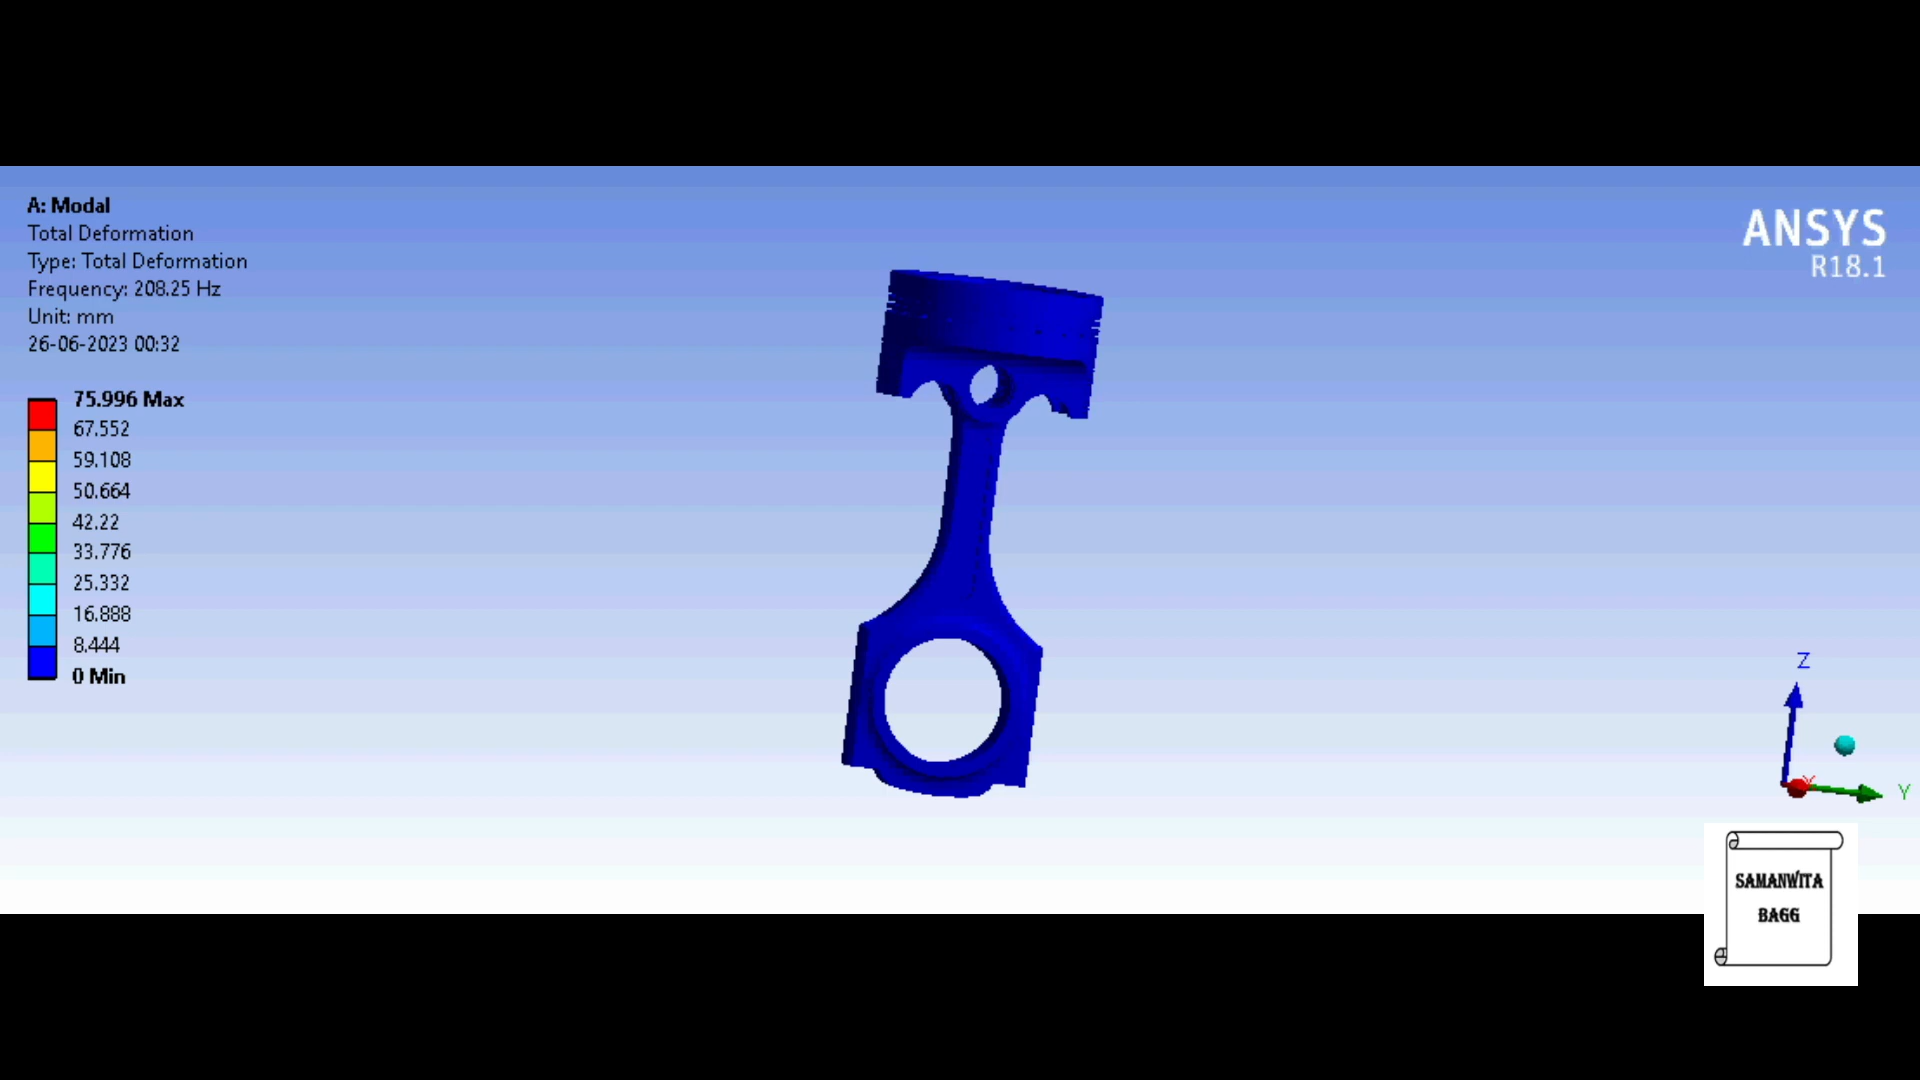 A: Modal
Total Deformation
Type: Total Deformation
Frequency: 208.25 Hz
Unit: mm
26-06-2023 00:32
75.996 Max
67.552
59.108
50.664
42.22
33.776
25.332
16.888
8.444
0 Min
ANSYS
R18.1
Z
X
Y
SAMANWITA
BAGG